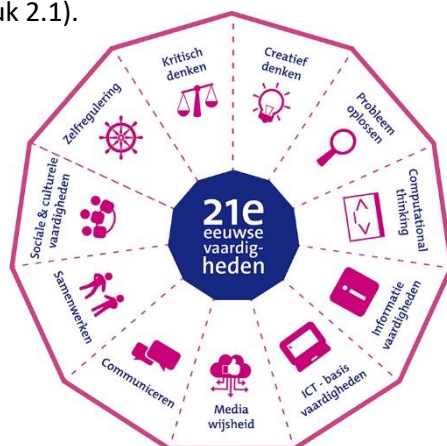 uk 2.1).
Kritisch
denken
Creatief
denken
Probleem
oplossen
Computational
thinking
Informatie
vaardigheden
ICT - basis
vaardigheden
Media
wijsheid
Communiceren
Samenwerken
Sociale & culturele
vaardigheden
Zelfregulering
21e
eeuwse
vaardig-
heden